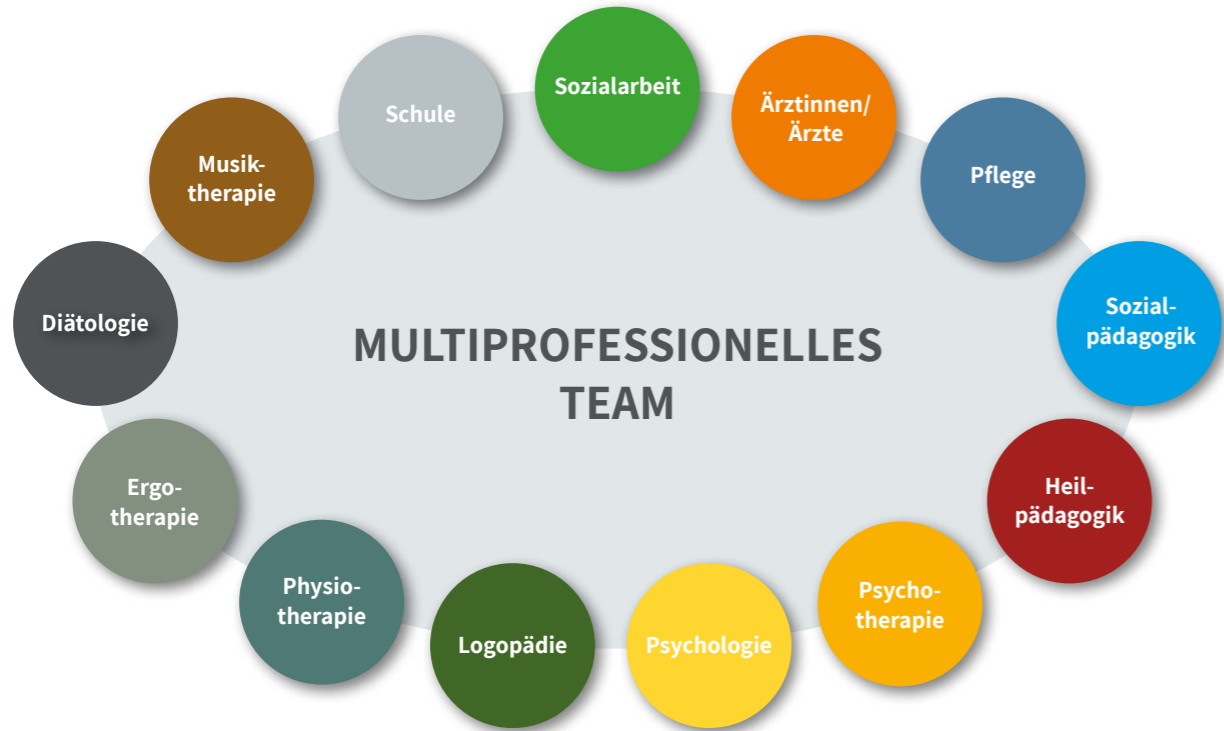 Sozialarbeit
Ärztinnen/
Ärzte
Pflege
Sozial-
pädagogik
Heil-
pädagogik
Psycho-
therapie
Psychologie
Logopädie
Physio-
therapie
Ergo-
therapie
Diätologie
Musik-
therapie
Schule
MULTIPROFESSIONELLES
TEAM